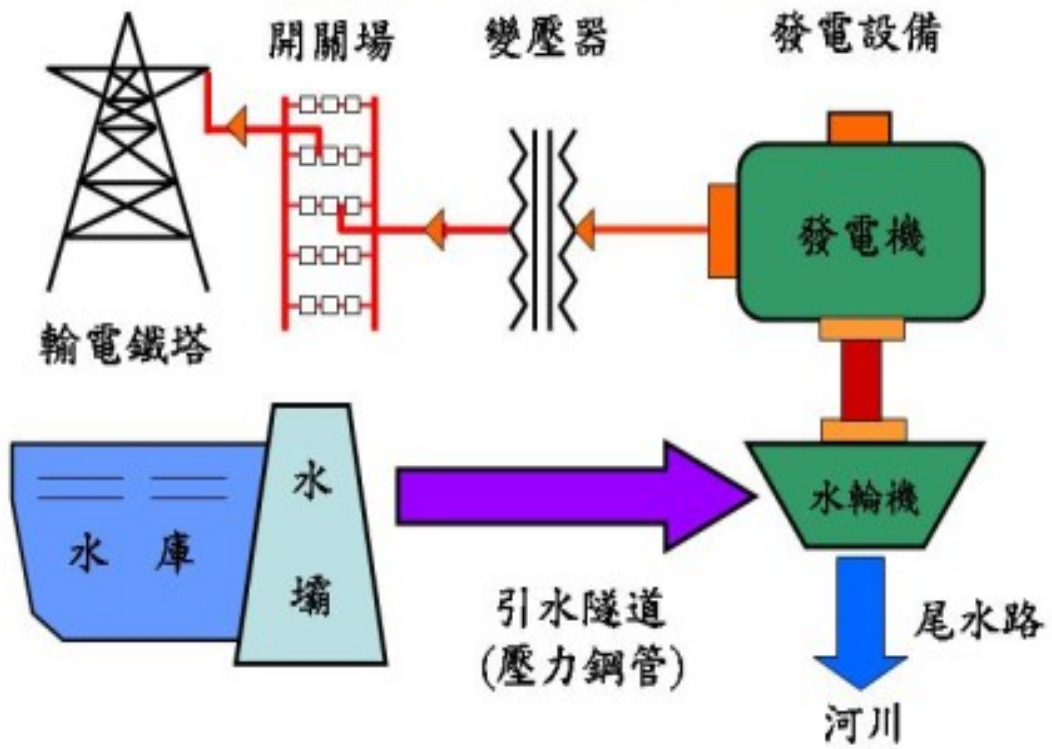 開關場
變壓器
發電設備
發電機
輸電鐵塔
水庫
水
壩
水輪機
引水隧道
(壓力鋼管)
尾水路
河川